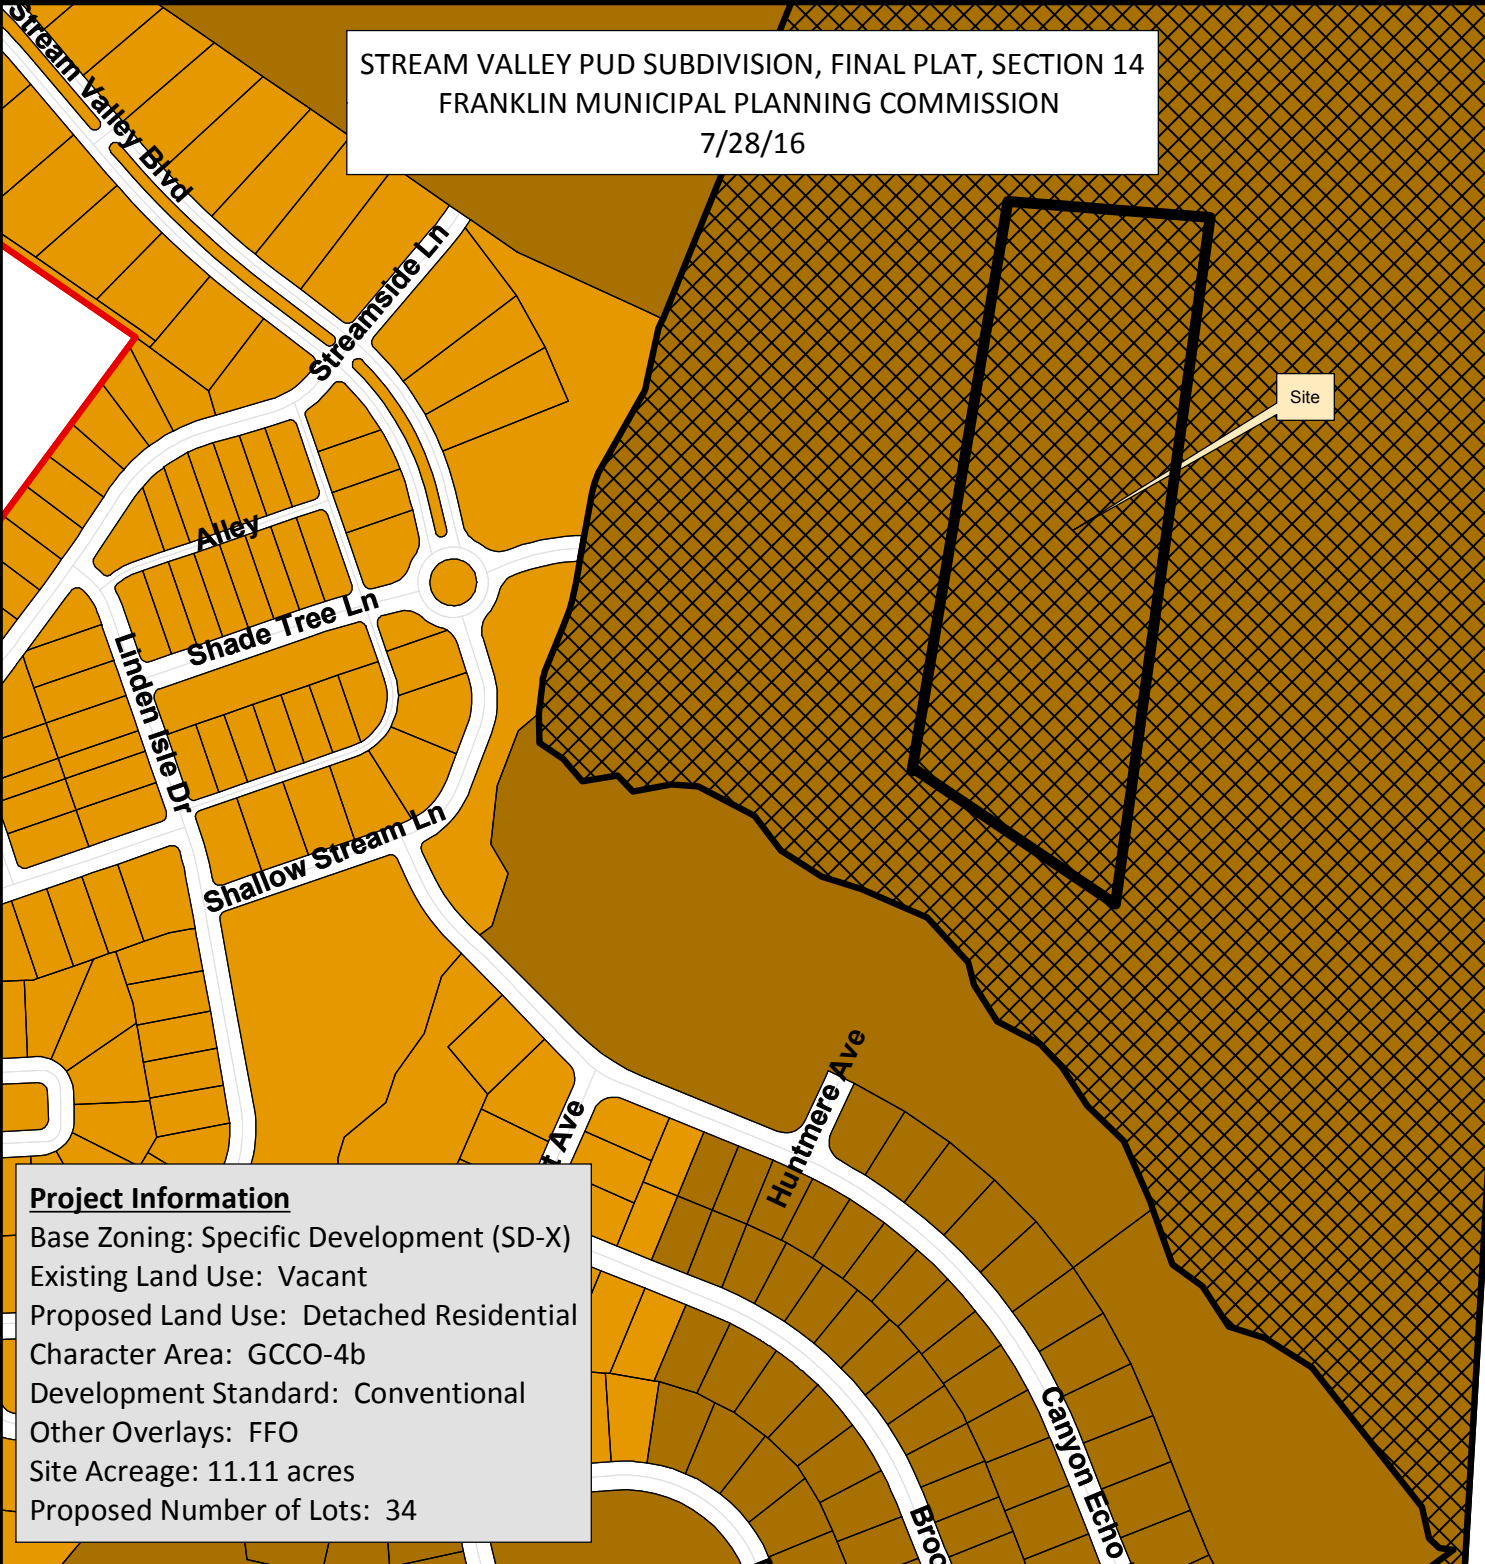 STREAM VALLEY PUD SUBDIVISION, FINAL PLAT, SECTION 14
FRANKLIN MUNICIPAL PLANNING COMMISSION
7/28/16
Stream Valley Blvd
Streamside Ln
Site
Alley
Shade Tree Ln
Linden Isle Dr
Shallow Stream Ln
Huntmere Ave
t Ave
Canyon Echo
Broo
Project Information
Base Zoning: Specific Development (SD-X)
Existing Land Use: Vacant
Proposed Land Use: Detached Residential
Character Area: GCCO-4b
Development Standard: Conventional
Other Overlays: FFO
Site Acreage: 11.11 acres
Proposed Number of Lots: 34